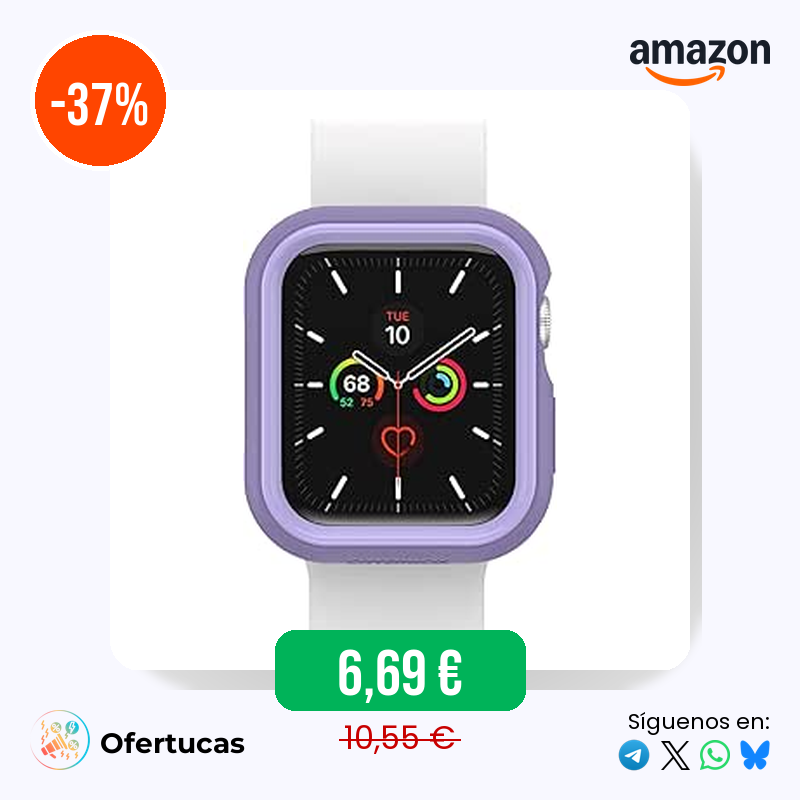 -37%
amazon
TUE
10
68
52 75
6,69 €
10,55 €
Ofertucas
Síguenos en: